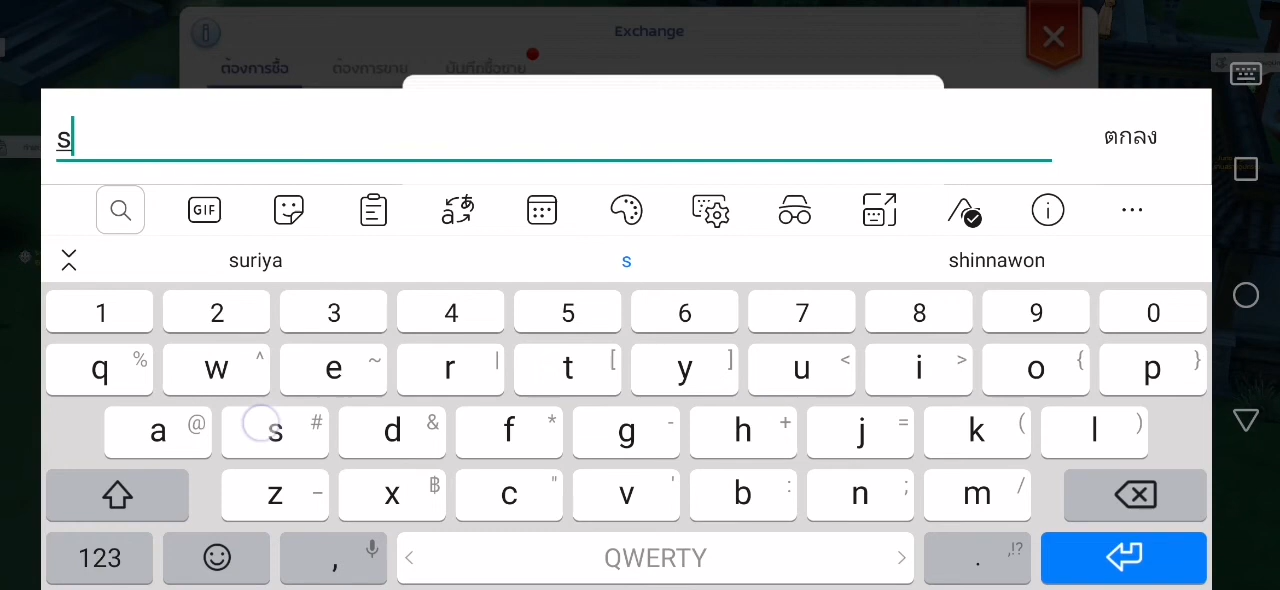 Exchange
ต้องการซื้อ ต้องการขาย บันทึกซื้อขาย
s ตกลง
GIF
suriya s shinnawon
1 2 3 4 5 6 7 8 9 0
q % w ^ e ~ r | t [ y ] u < i > o { p }
a @ s # d & f * g - h + j = k ( l )
z _ x ฿ c " v ' b : n ; m /
123 , < QWERTY > . ,!?